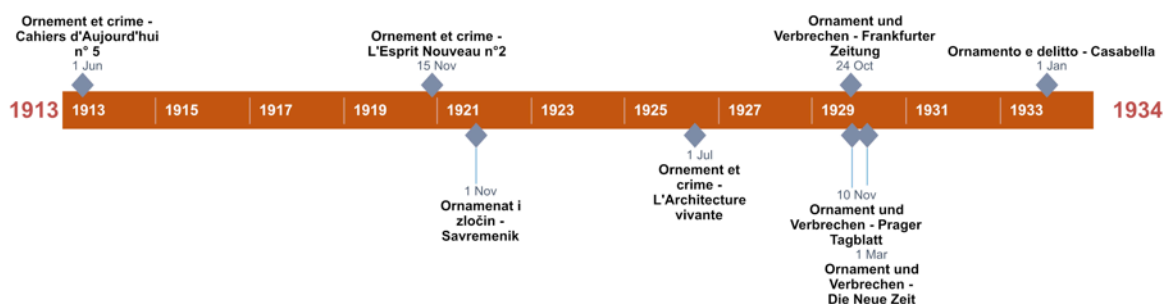 Ornement et crime -
Cahiers d'Aujourd'hui
n° 5
1 Jun
Ornement et crime -
L'Esprit Nouveau n°2
15 Nov
Ornament und
Verbrechen - Frankfurter
Zeitung
24 Oct
Ornamento e delitto - Casabella
1 Jan
1913
1913
1915
1917
1919
1921
1923
1925
1927
1929
1931
1933
1934
1 Nov
Ornamenat i
zločin -
Savremenik
1 Jul
Ornement et
crime -
L'Architecture
vivante
10 Nov
Ornament und
Verbrechen - Prager
Tagblatt
1 Mar
Ornament und
Verbrechen -
Die Neue Zeit